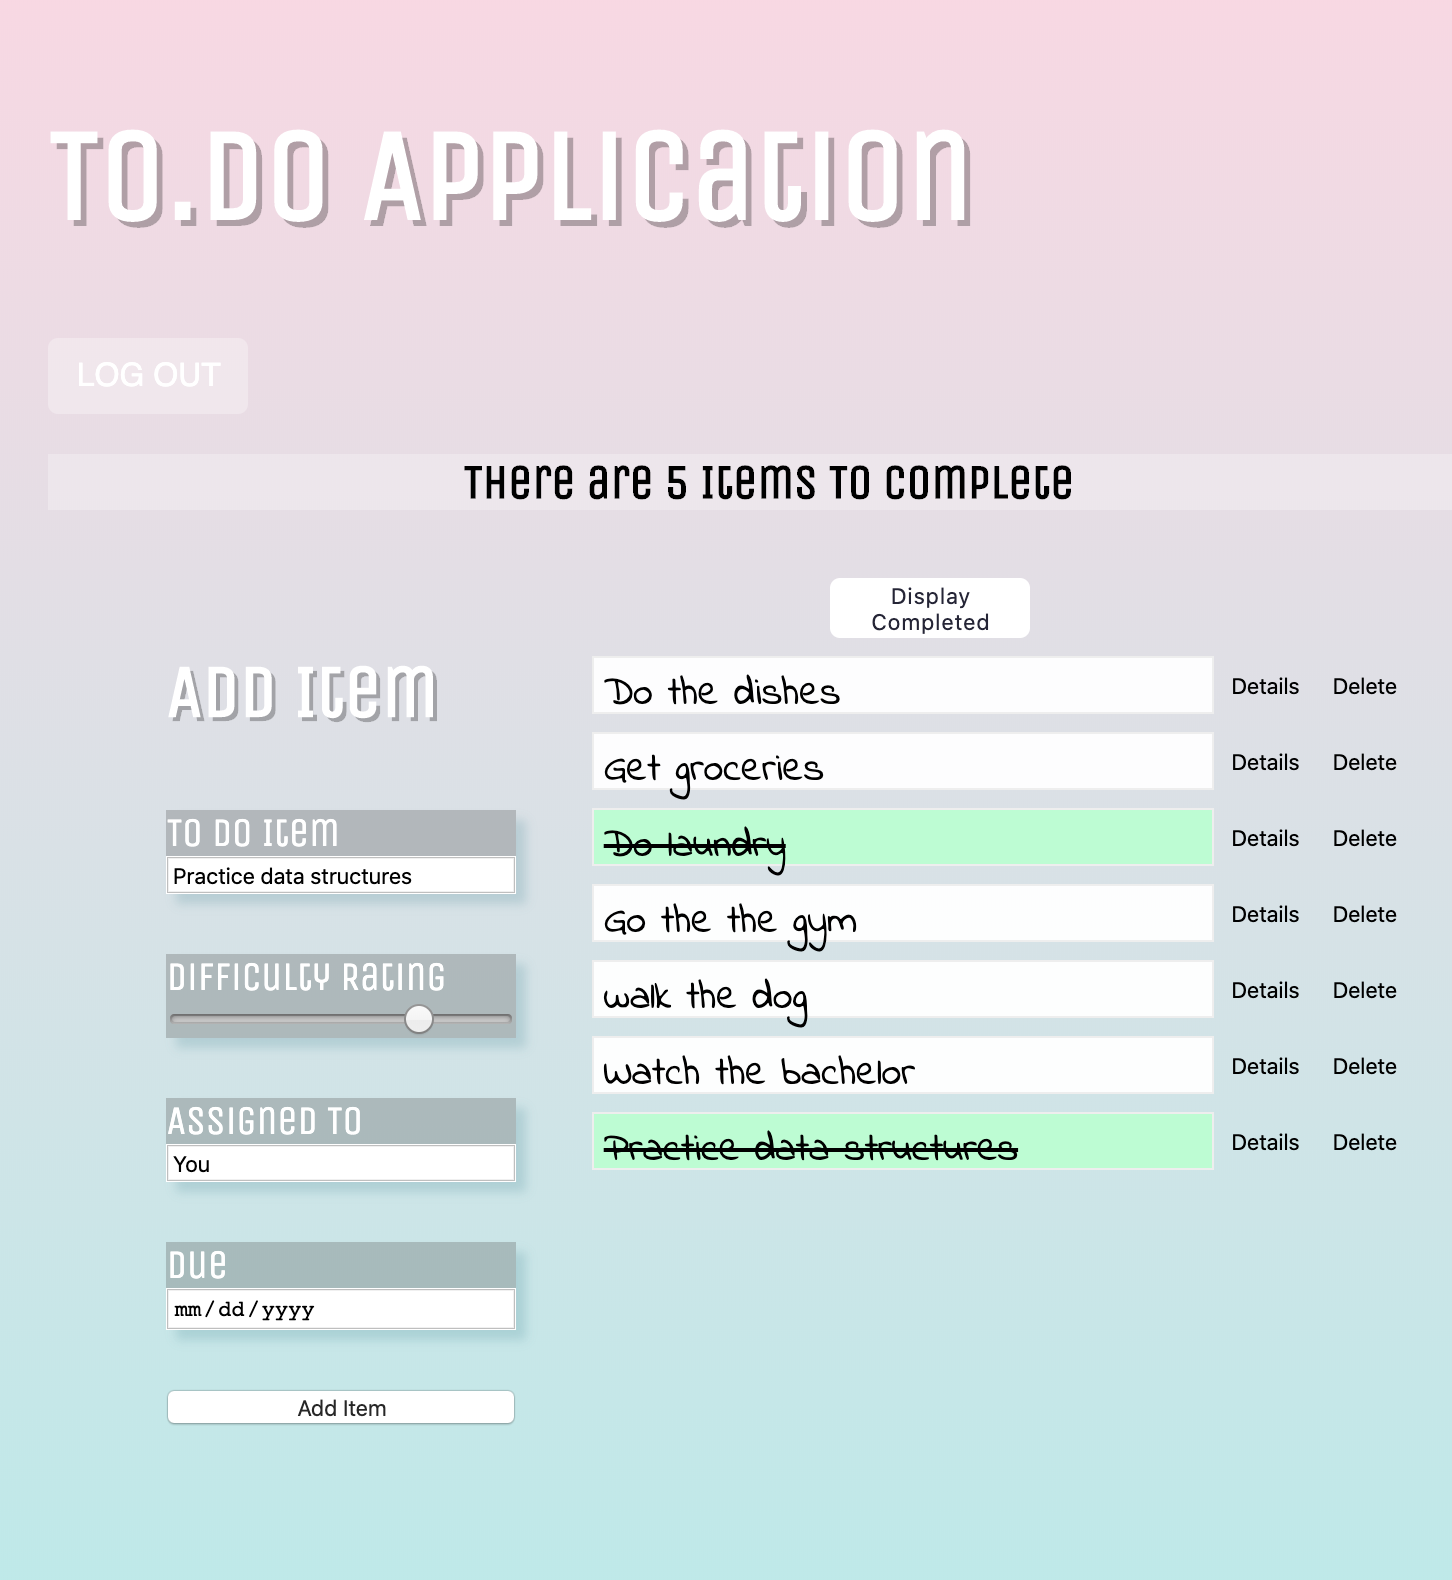 To.Do Application
LOG OUT
There are 5 Items To Complete
Display
Completed
Add Item
To Do Item
Practice data structures
Difficulty Rating
Assigned To
You
Due
mm/dd/yyyy
Add Item
Do the dishes Details Delete
Get groceries Details Delete
Do laundry Details Delete
Go the the gym Details Delete
walk the dog Details Delete
Watch the bachelor Details Delete
Practice data structures Details Delete